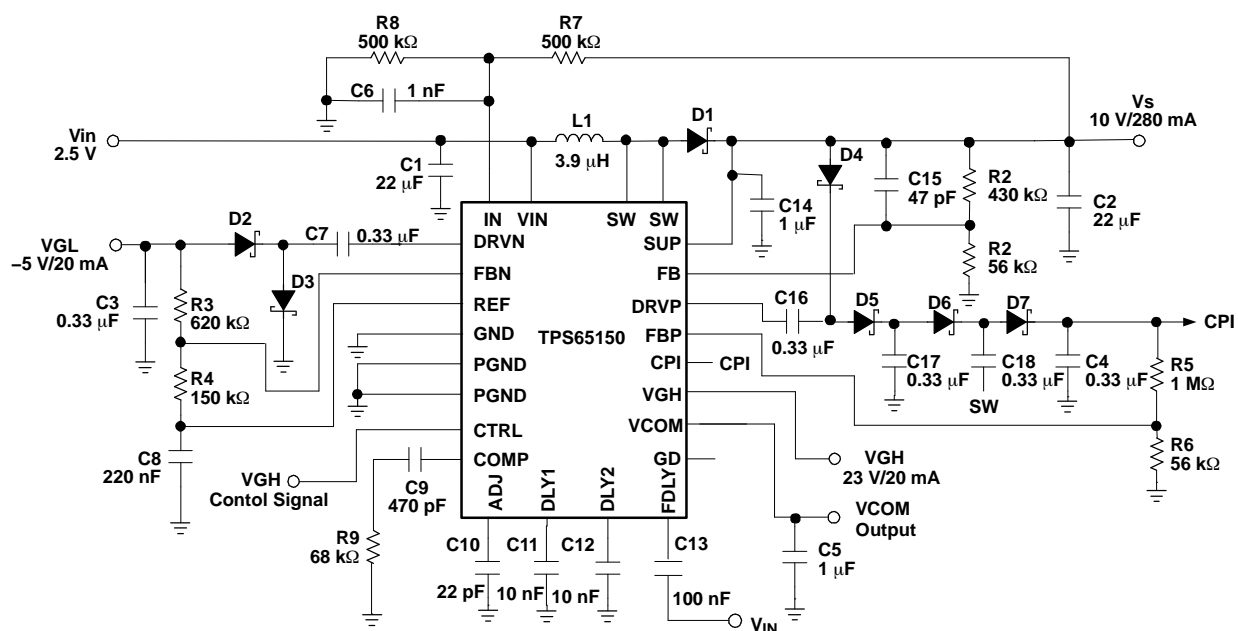 R8
500 kΩ
R7
500 kΩ
C6
1 nF
Vin
2.5 V
L1
3.9 μH
D1
Vs
10 V/280 mA
C1
22 μF
D4
C14
1 μF
C15
47 pF
R2
430 kΩ
C2
22 μF
R2
56 kΩ
IN
VIN
SW
SW
VGL
–5 V/20 mA
D2
C7
0.33 μF
D3
C3
0.33 μF
R3
620 kΩ
R4
150 kΩ
C8
220 nF
DRVN
FBN
REF
GND
PGND
PGND
CTRL
COMP
TPS65150
SUP
FB
DRVP
FBP
CPI
VGH
VCOM
GD
ADJ
DLY1
DLY2
FDLY
CPI
C16
0.33 μF
D5
D6
D7
CPI
C17
0.33 μF
C18
0.33 μF
SW
C4
0.33 μF
R5
1 MΩ
R6
56 kΩ
VGH
23 V/20 mA
VCOM
Output
C5
1 μF
VGH
Contol Signal
C9
470 pF
R9
68 kΩ
C10
22 pF
C11
10 nF
C12
10 nF
C13
100 nF
VIN